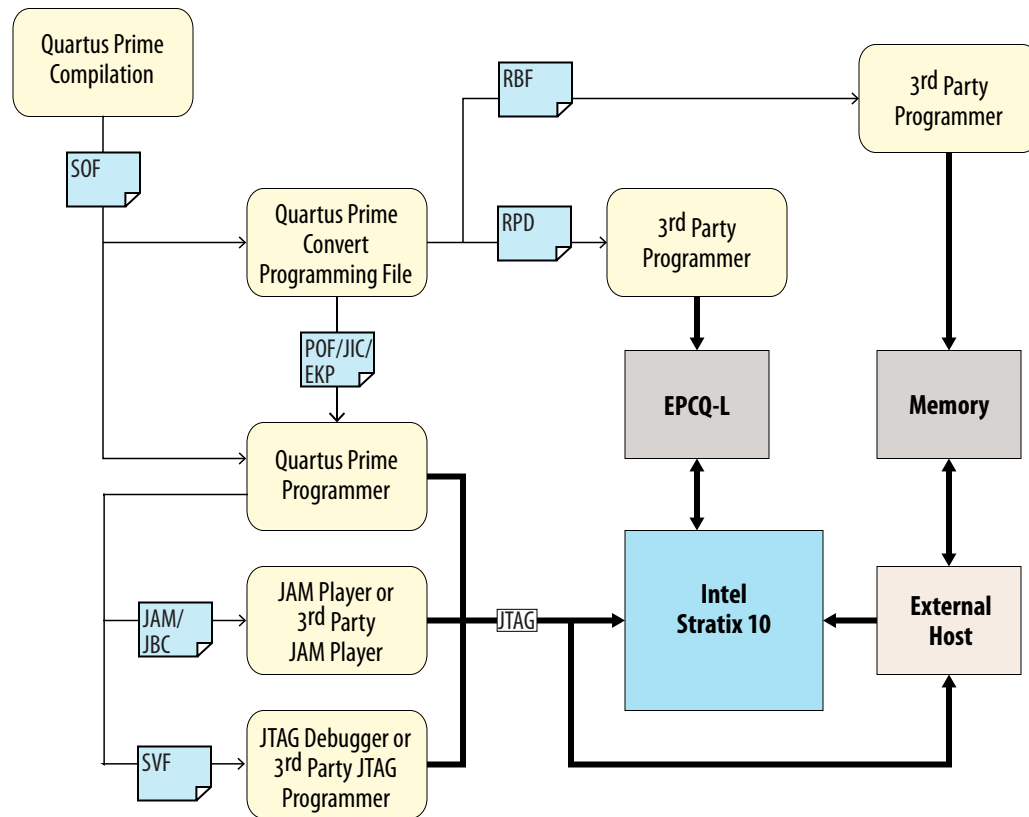 Quartus Prime
Compilation
RBF
3rd Party
Programmer
SOF
Quartus Prime
Convert
Programming File
RPD
3rd Party
Programmer
POF/JIC/
EKP
EPCQ-L
Memory
Quartus Prime
Programmer
JAM/
JBC
JAM Player or
3rd Party
JAM Player
JTAG
Intel
Stratix 10
External
Host
SVF
JTAG Debugger or
3rd Party JTAG
Programmer